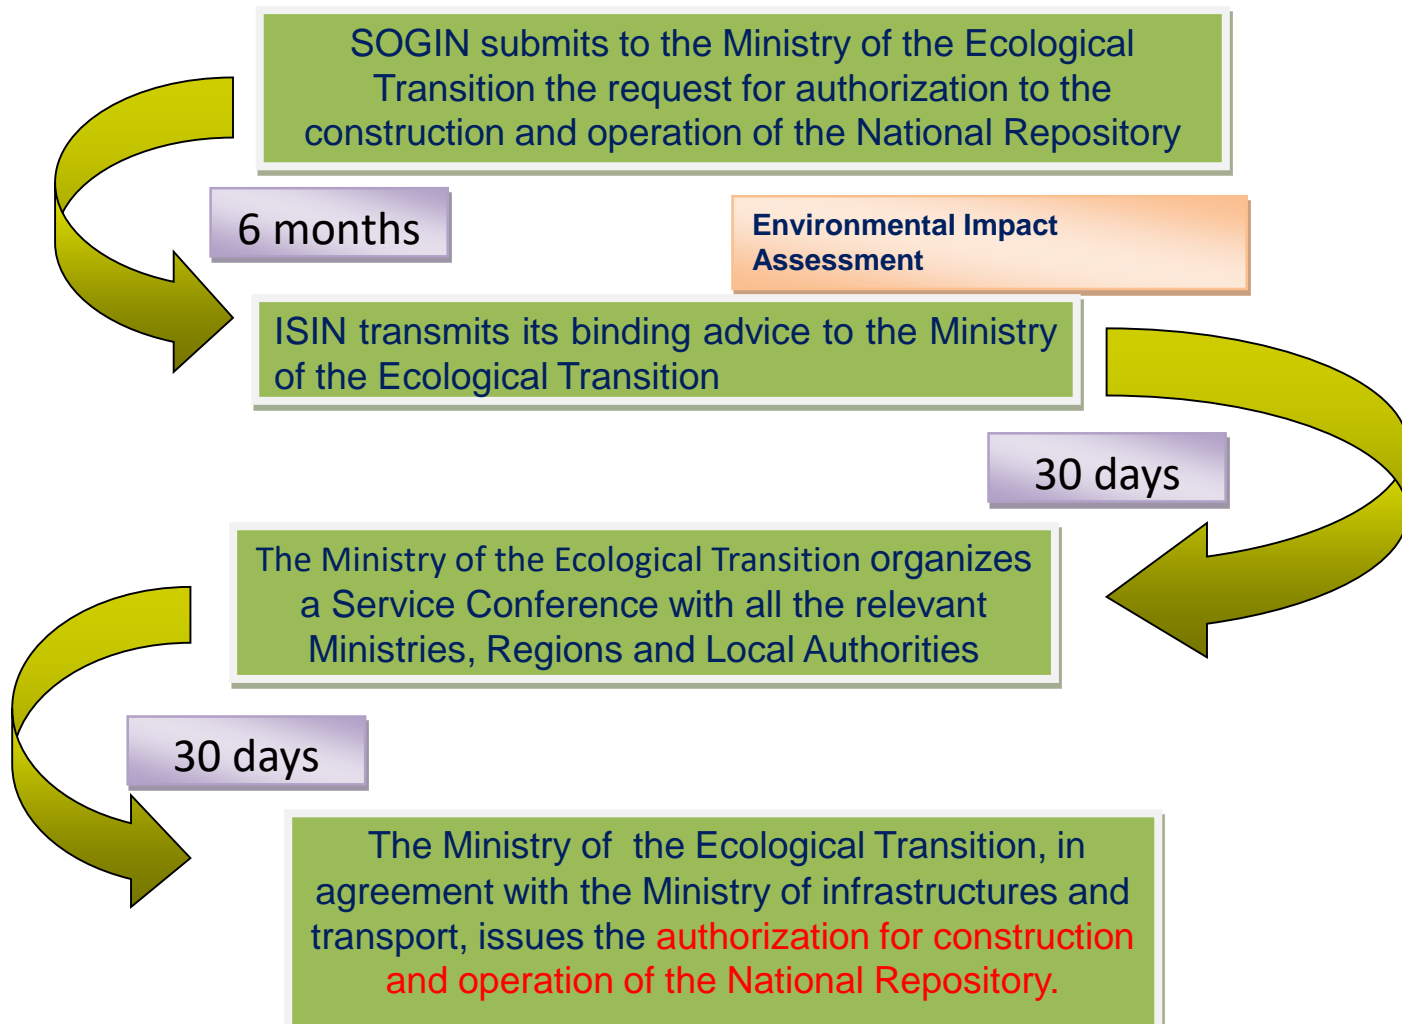 SOGIN submits to the Ministry of the Ecological
Transition the request for authorization to the
construction and operation of the National Repository
6 months
Environmental Impact
Assessment
ISIN transmits its binding advice to the Ministry
of the Ecological Transition
30 days
The Ministry of the Ecological Transition organizes
a Service Conference with all the relevant
Ministries, Regions and Local Authorities
30 days
The Ministry of  the Ecological Transition, in
agreement with the Ministry of infrastructures and
transport, issues the authorization for construction
and operation of the National Repository.